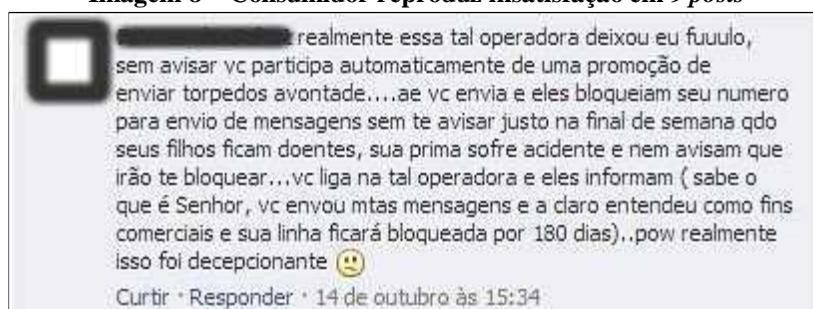 Imagem 8 – Consumidor reproduz insatisfação em 9 posts
realmente essa tal operadora deixou eu fuuulo,
sem avisar vc participa automaticamente de uma promoção de
enviar torpedos avontade....ae vc envia e eles bloqueiam seu numero
para envio de mensagens sem te avisar justo na final de semana qdo
seus filhos ficam doentes, sua prima sofre acidente e nem avisam que
irão te bloquear...vc liga na tal operadora e eles informam ( sabe o
que é Senhor, vc envou mtas mensagens e a claro entendeu como fins
comerciais e sua linha ficará bloqueada por 180 dias)..pow realmente
isso foi decepcionante
Curtir · Responder · 14 de outubro às 15:34